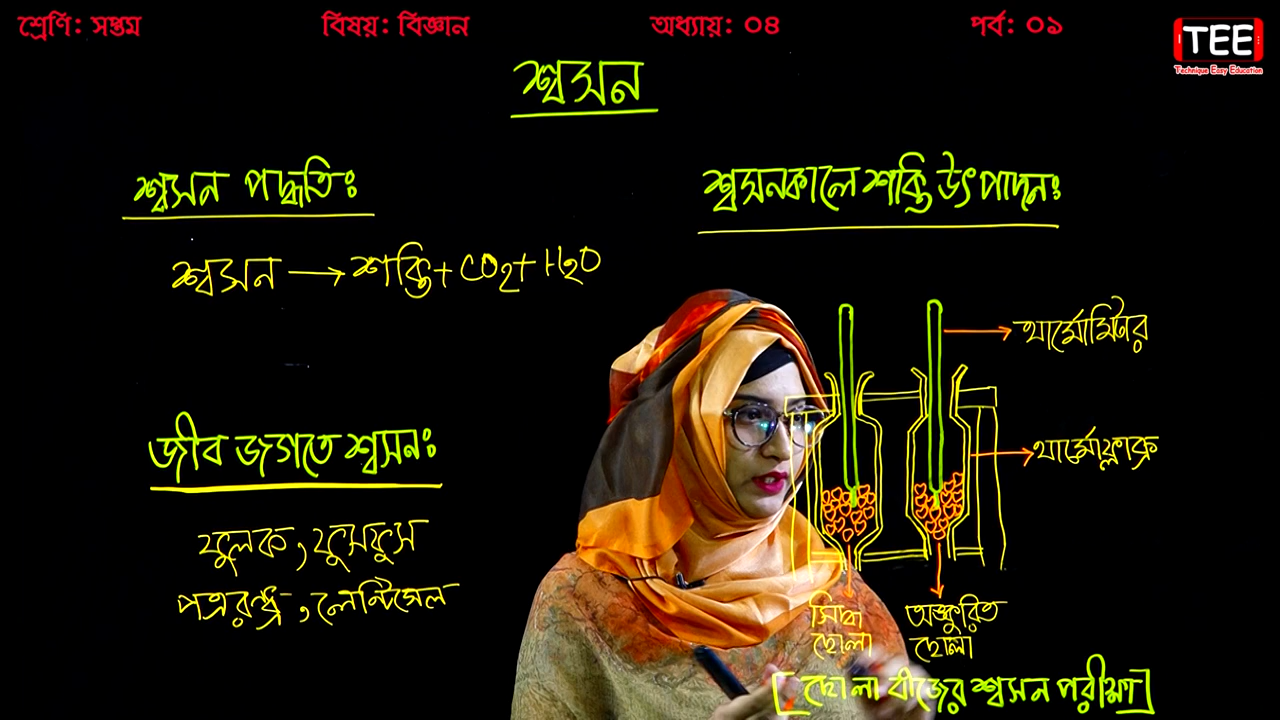 শ্রেণি: সপ্তম বিষয়: বিজ্ঞান অধ্যায়: ০৪ পর্ব: ০১
TEE
Technique Easy Education
শ্বসন
শ্বসন পদ্ধতিঃ
শ্বসন → শক্তি + CO₂ + H₂O
জীব জগতে শ্বসনঃ
ফুলক, ফুসফুস
পত্ররন্ধ্র, লেন্টিসেল
শ্বসনকালে শক্তি উৎপাদনঃ
থার্মোমিটার
থার্মোফ্লাক্স
সিদ্ধ ছোলা
অঙ্কুরিত ছোলা
[ছোলা বীজের শ্বসন পরীক্ষা]